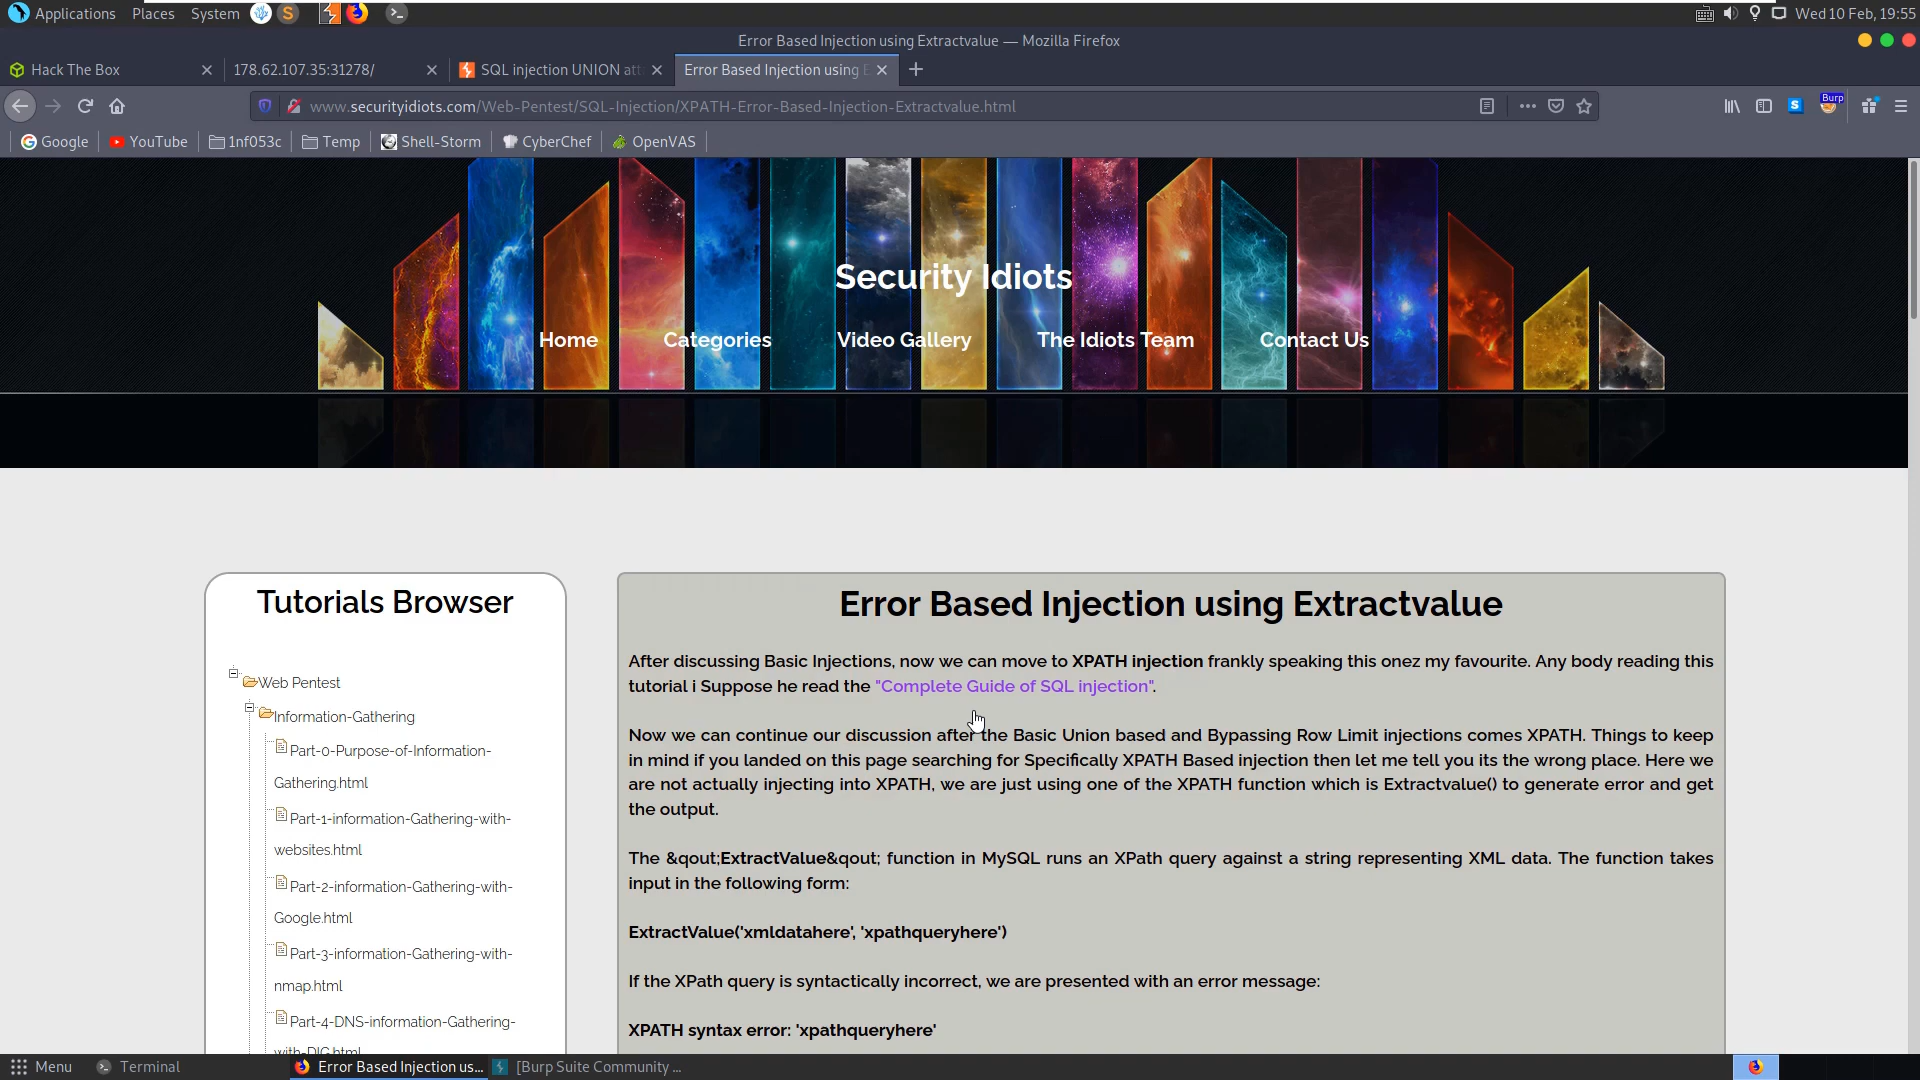 Applications Places System Wed 10 Feb, 19:55
Error Based Injection using Extractvalue — Mozilla Firefox
Hack The Box 178.62.107.35:31278/ SQL injection UNION att Error Based Injection using E
www.securityidiots.com/Web-Pentest/SQL-Injection/XPATH-Error-Based-Injection-Extractvalue.html Burp
Google YouTube 1nf053c Temp Shell-Storm CyberChef OpenVAS
Security Idiots
Home Categories Video Gallery The Idiots Team Contact Us
Tutorials Browser
Web Pentest
Information-Gathering
Part-0-Purpose-of-Information-
Gathering.html
Part-1-information-Gathering-with-
websites.html
Part-2-information-Gathering-with-
Google.html
Part-3-information-Gathering-with-
nmap.html
Part-4-DNS-information-Gathering-
with-DIG.html
Error Based Injection using Extractvalue
After discussing Basic Injections, now we can move to XPATH injection frankly speaking this onez my favourite. Any body reading this
tutorial i Suppose he read the "Complete Guide of SQL injection".
Now we can continue our discussion after the Basic Union based and Bypassing Row Limit injections comes XPATH. Things to keep
in mind if you landed on this page searching for Specifically XPATH Based injection then let me tell you its the wrong place. Here we
are not actually injecting into XPATH, we are just using one of the XPATH function which is Extractvalue() to generate error and get
the output.
The &qout;ExtractValue&qout; function in MySQL runs an XPath query against a string representing XML data. The function takes
input in the following form:
ExtractValue('xmldatahere', 'xpathqueryhere')
If the XPath query is syntactically incorrect, we are presented with an error message:
XPATH syntax error: 'xpathqueryhere'
Menu Terminal Error Based Injection us... [Burp Suite Community ...